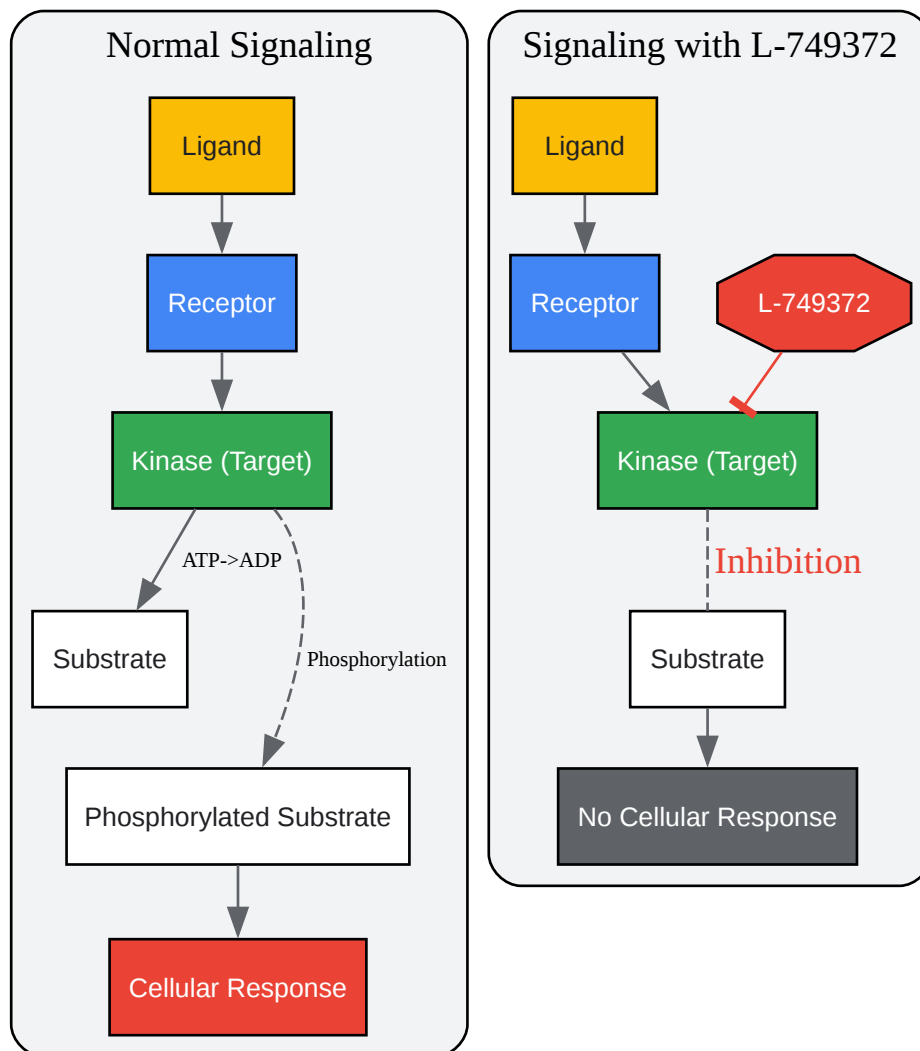 Normal Signaling
Ligand
Receptor
Kinase (Target)
ATP->ADP
Substrate
Phosphorylation
Phosphorylated Substrate
Cellular Response
Signaling with L-749372
Ligand
Receptor
L-749372
Kinase (Target)
Inhibition
Substrate
No Cellular Response